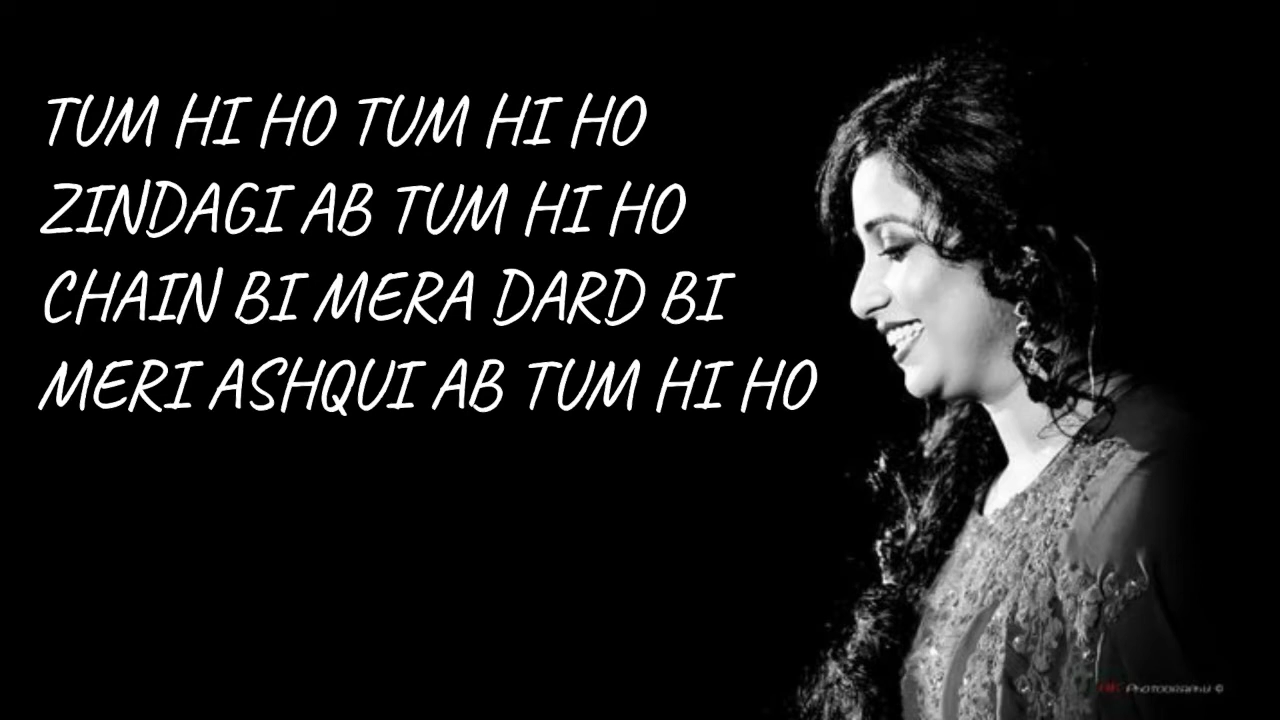 TUM HI HO TUM HI HO
ZINDAGI AB TUM HI HO
CHAIN BI MERA DARD BI
MERI ASHQUI AB TUM HI HO
PHOTOGRAPHY ©